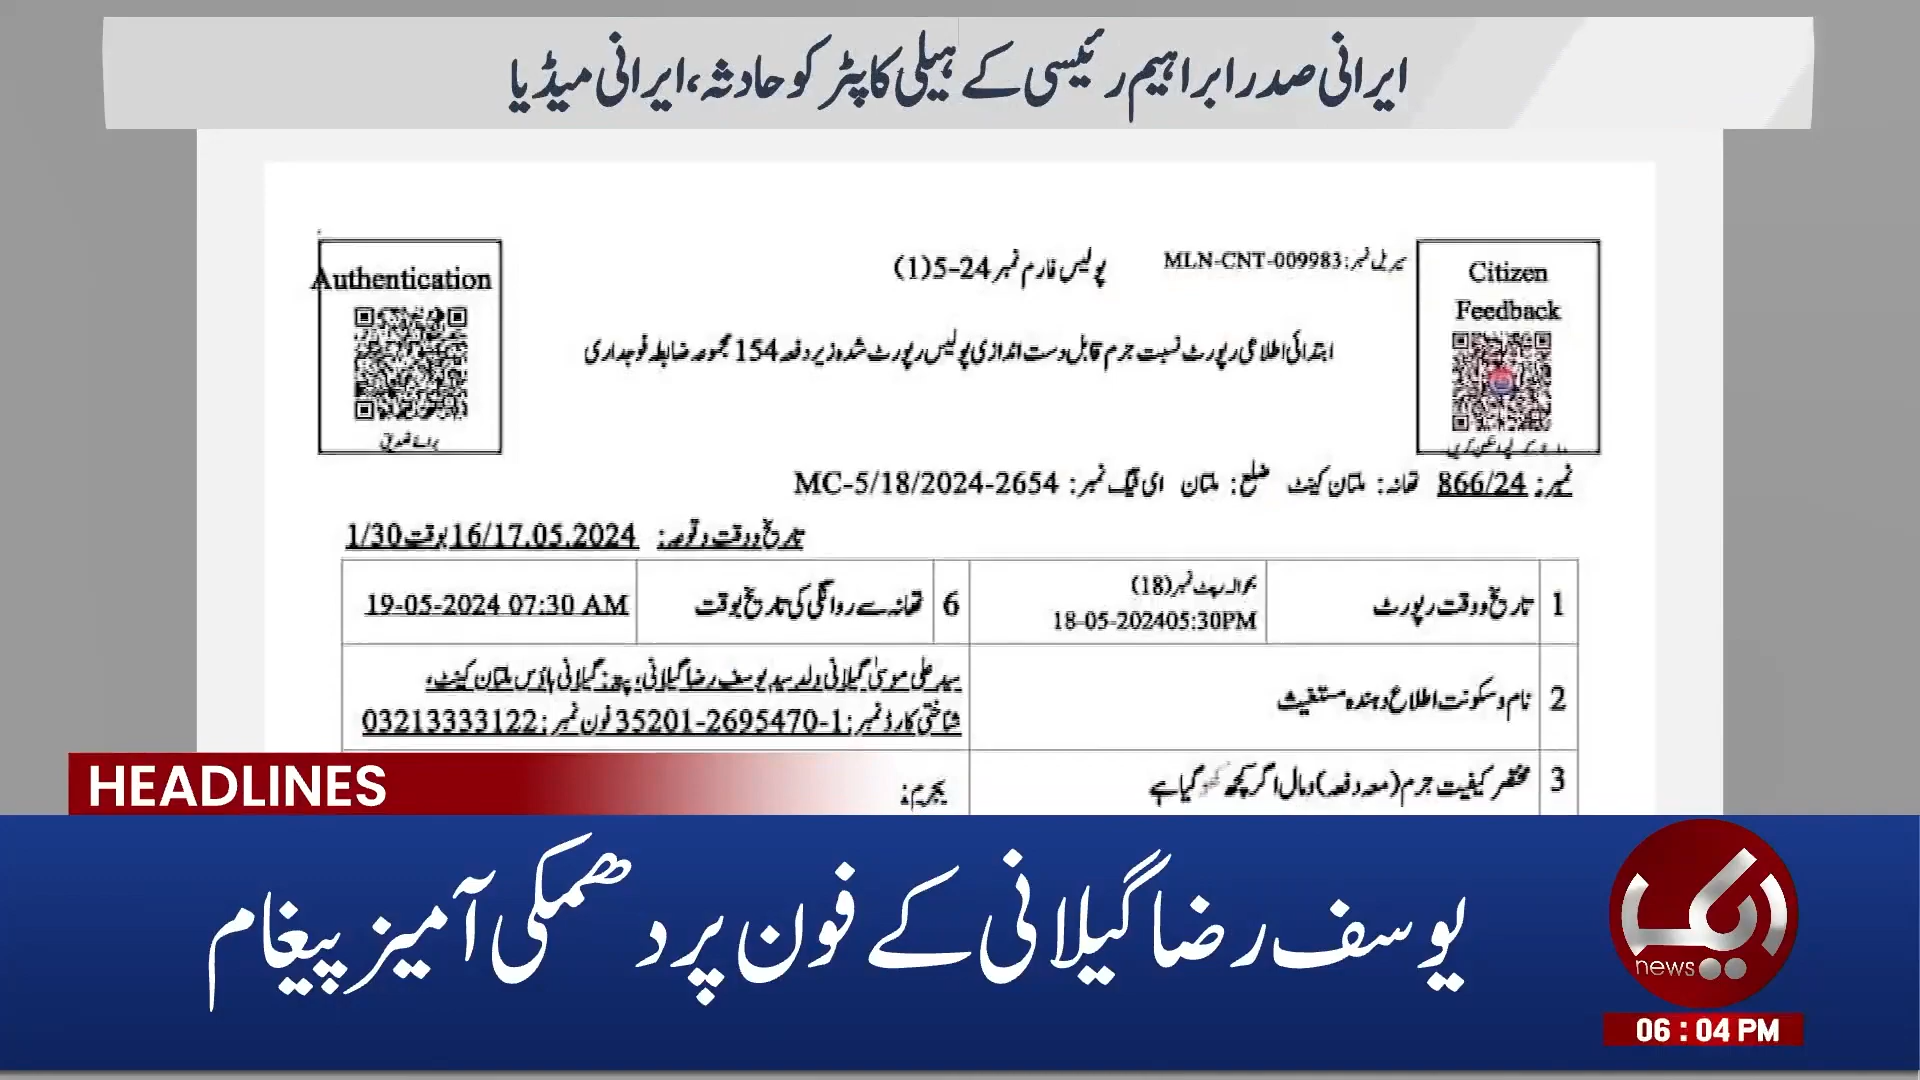 ایرانی صدر ابراہیم رئیسی کے ہیلی کاپٹر کو حادثہ، ایرانی میڈیا
Authentication
برائے تصدیق
پولیس فارم نمبر 24-5(1)
سیریل نمبر: MLN-CNT-009983
Citizen
Feedback
ابتدائی اطلاعی رپورٹ نسبت جرم قابل دست اندازی پولیس رپورٹ شدہ زیر دفعہ 154 مجموعہ ضابطہ فوجداری
نمبر: 866/24 تھانہ: ملتان کینٹ ضلع: ملتان ای ٹیگ نمبر: MC-5/18/2024-2654
تاریخ و وقت وقوعہ: 16/17.05.2024 بوقت 1/30
1 تاریخ و وقت رپورٹ
بحوالہ رپٹ نمبر(18)
18-05-202405:30PM
6 تھانہ سے روانگی کی تاریخ بوقت
19-05-2024 07:30 AM
2 نام و سکونت اطلاع دہندہ مستغیث
سید علی موسیٰ گیلانی ولد سید یوسف رضا گیلانی، پتہ: گیلانی ہاؤس ملتان کینٹ،
شناختی کارڈ نمبر: 35201-2695470-1 فون نمبر: 03213333122
3 مختصر کیفیت جرم (معہ دفعہ) و مال اگر کچھ کھو گیا ہے
بجرم:
HEADLINES
یوسف رضا گیلانی کے فون پر دھمکی آمیز پیغام
ایک
news
06 : 04 PM